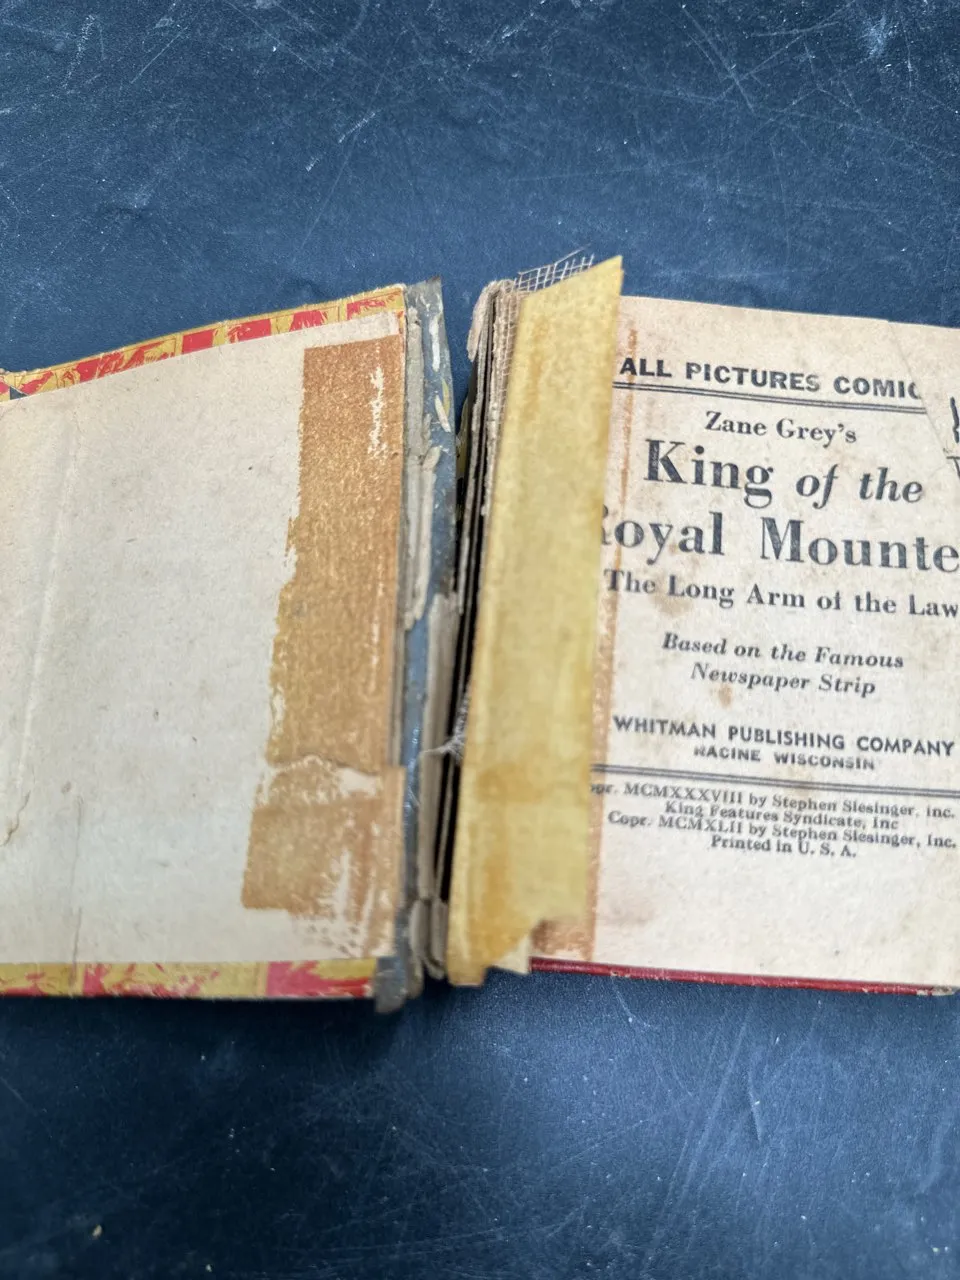 ALL PICTURES COMIC
Zane Grey's
King of the
Royal Mounte
The Long Arm of the Law
Based on the Famous
Newspaper Strip
WHITMAN PUBLISHING COMPANY
RACINE WISCONSIN
Copr. MCMXXXVIII by Stephen Slesinger, Inc.
King Features Syndicate, Inc
Copr. MCMXLII by Stephen Slesinger, Inc.
Printed in U. S. A.